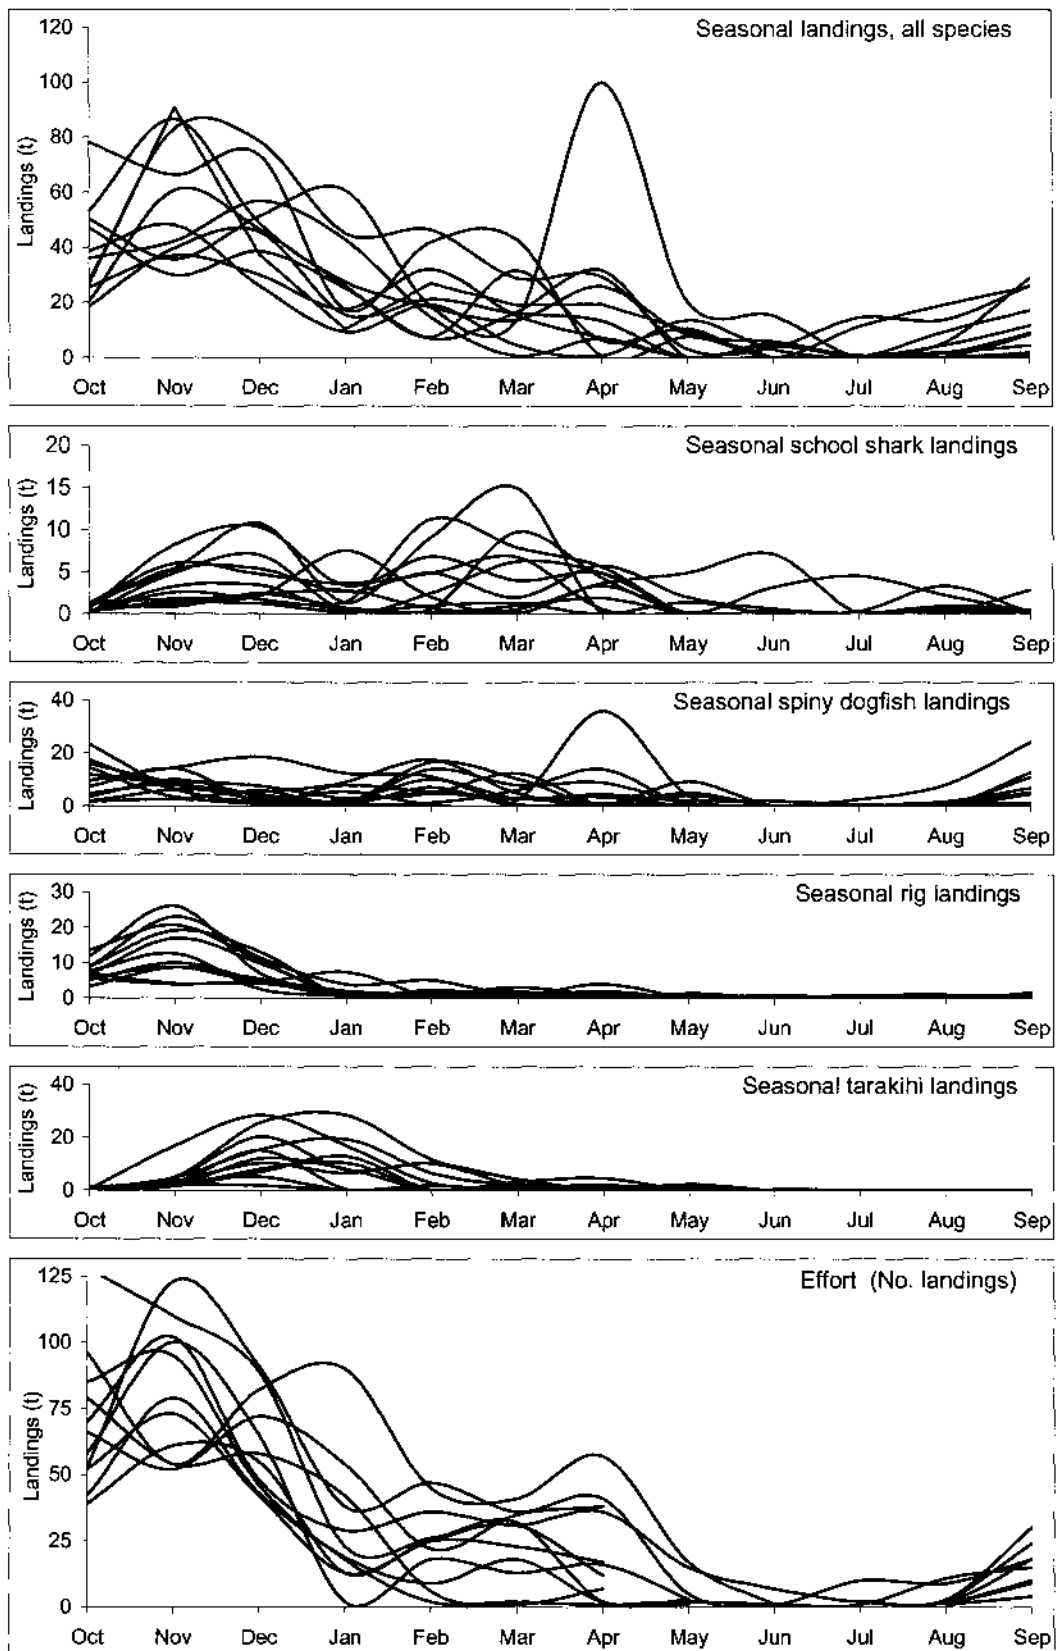 Seasonal landings, all species
Landings (t)
120
100
80
60
40
20
0
Oct Nov Dec Jan Feb Mar Apr May Jun Jul Aug Sep
Seasonal school shark landings
Landings (t)
20
15
10
5
0
Oct Nov Dec Jan Feb Mar Apr May Jun Jul Aug Sep
Seasonal spiny dogfish landings
Landings (t)
40
20
0
Oct Nov Dec Jan Feb Mar Apr May Jun Jul Aug Sep
Seasonal rig landings
Landings (t)
30
20
10
0
Oct Nov Dec Jan Feb Mar Apr May Jun Jul Aug Sep
Seasonal tarakihi landings
Landings (t)
40
20
0
Oct Nov Dec Jan Feb Mar Apr May Jun Jul Aug Sep
Effort (No. landings)
Landings (t)
125
100
75
50
25
0
Oct Nov Dec Jan Feb Mar Apr May Jun Jul Aug Sep